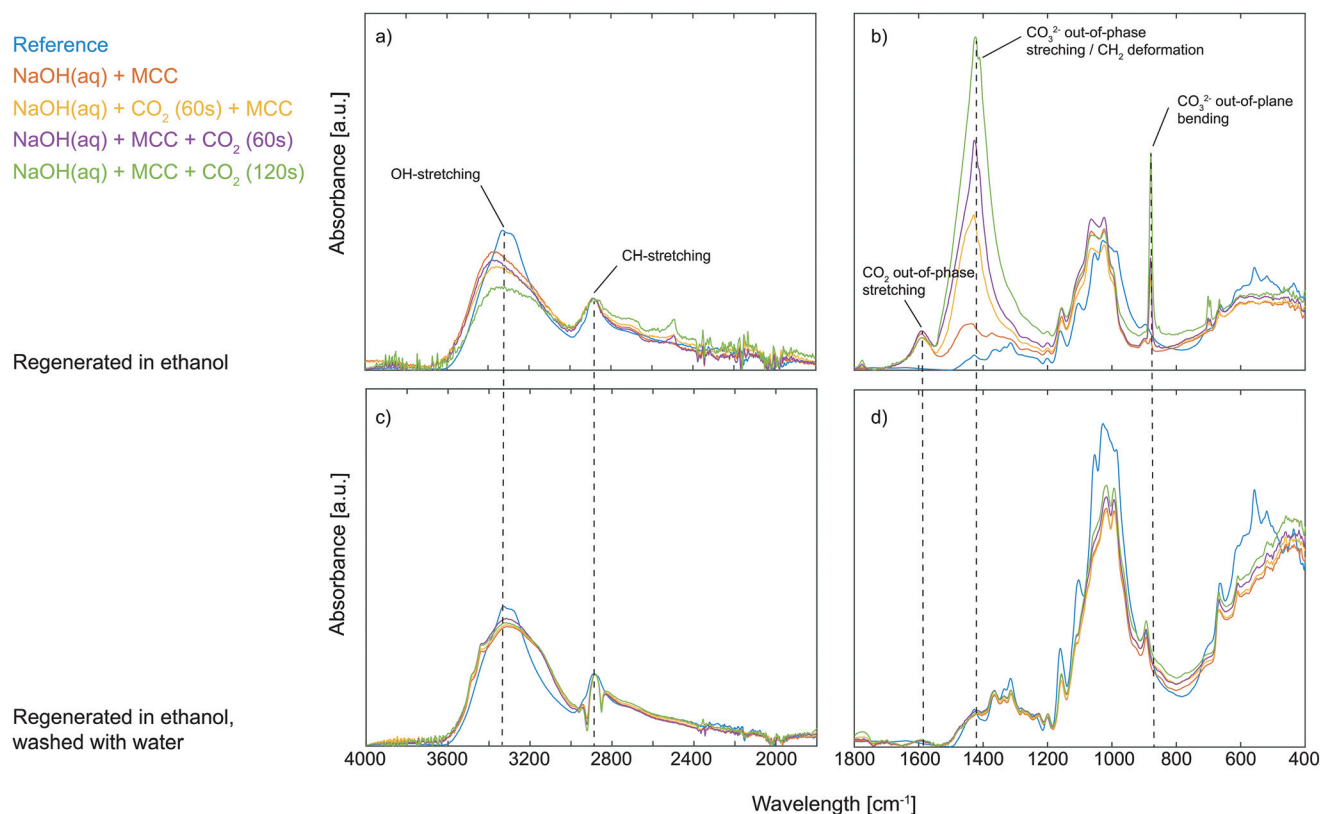 Reference
NaOH(aq) + MCC
NaOH(aq) + CO₂ (60s) + MCC
NaOH(aq) + MCC + CO₂ (60s)
NaOH(aq) + MCC + CO₂ (120s)
Regenerated in ethanol
Regenerated in ethanol,
washed with water
Absorbance [a.u.]
a)
OH-stretching
CH-stretching
b)
CO₃²⁻ out-of-phase
streching / CH₂ deformation
CO₃²⁻ out-of-plane
bending
CO₂ out-of-phase
stretching
Absorbance [a.u.]
c)
d)
4000 3600 3200 2800 2400 2000
1800 1600 1400 1200 1000 800 600 400
Wavelength [cm⁻¹]